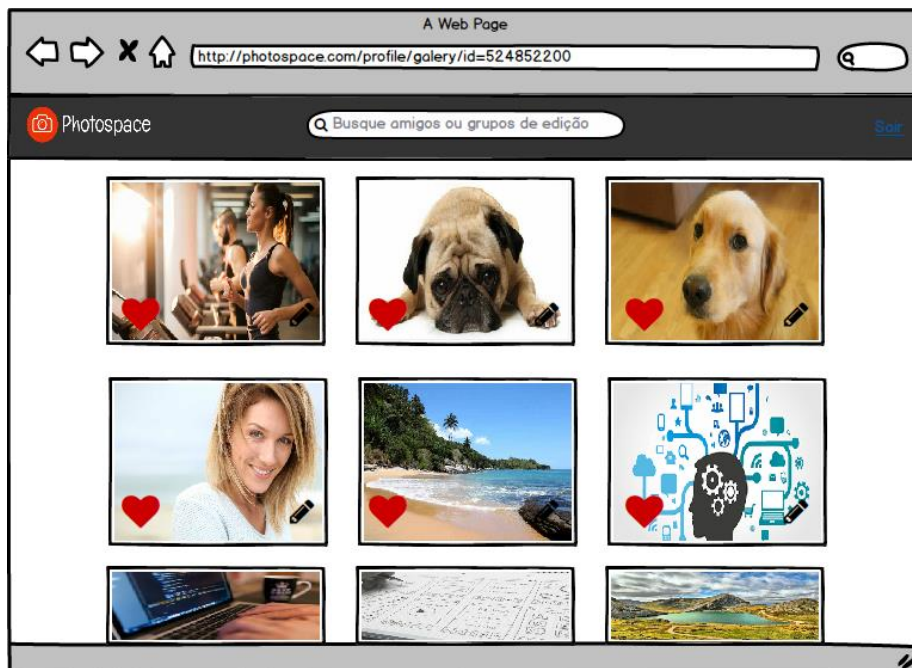 A Web Page
http://photospace.com/profile/galery/id=524852200
Photospace
Busque amigos ou grupos de edição
Sair